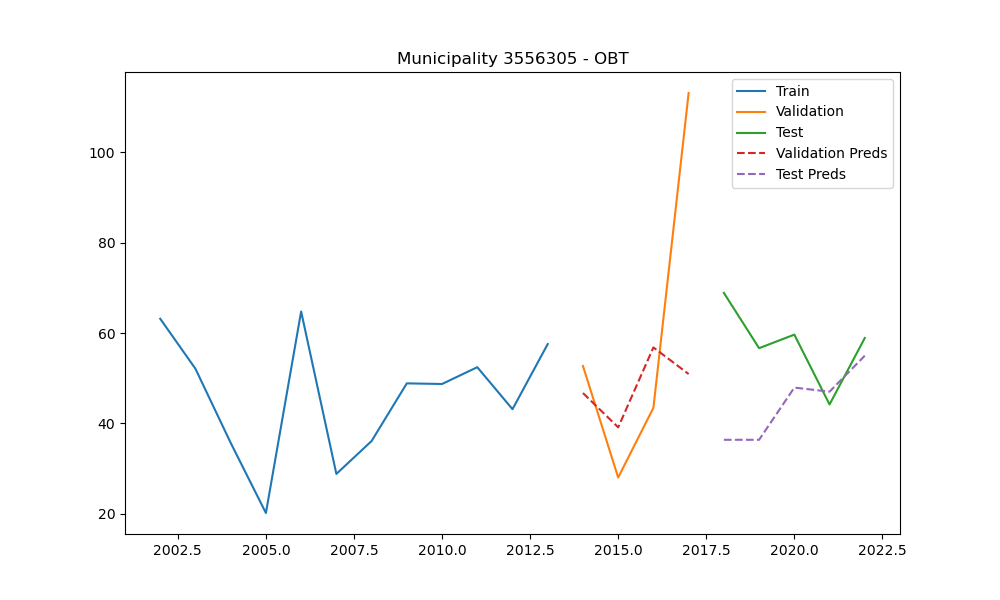 Municipality 3556305 - OBT
Train
Validation
Test
Validation Preds
Test Preds
100
80
60
40
20
2002.5 2005.0 2007.5 2010.0 2012.5 2015.0 2017.5 2020.0 2022.5